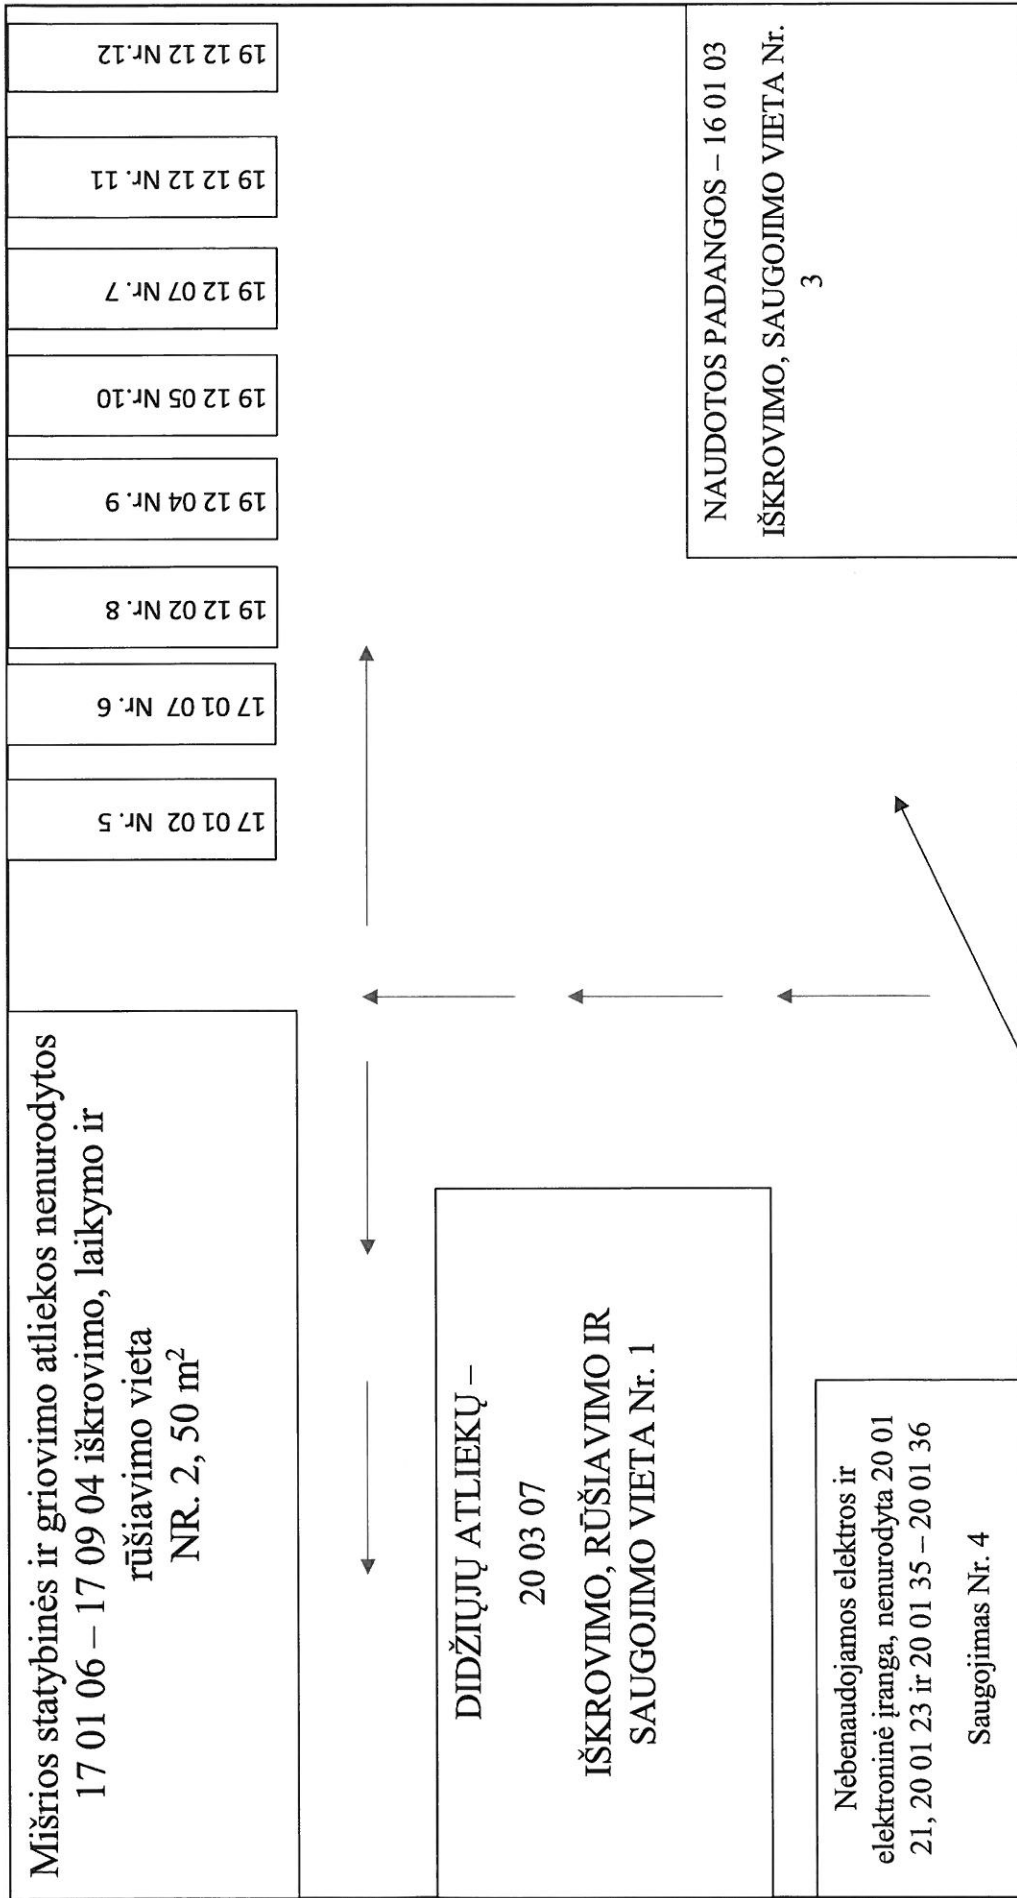 Mišrios statybinės ir griovimo atliekos nenurodytos
17 01 06 – 17 09 04 iškrovimo, laikymo ir
rūšiavimo vieta
NR. 2, 50 m²
17 01 02 Nr. 5
17 01 07 Nr. 6
19 12 02 Nr. 8
19 12 04 Nr. 9
19 12 05 Nr.10
19 12 07 Nr. 7
19 12 12 Nr. 11
19 12 12 Nr.12
DIDŽIŲJŲ ATLIEKŲ –
20 03 07
IŠKROVIMO, RŪŠIAVIMO IR
SAUGOJIMO VIETA Nr. 1
Nebenaudojamos elektros ir
elektroninė įranga, nenurodyta 20 01
21, 20 01 23 ir 20 01 35 – 20 01 36
Saugojimas Nr. 4
NAUDOTOS PADANGOS – 16 01 03
IŠKROVIMO, SAUGOJIMO VIETA Nr.
3